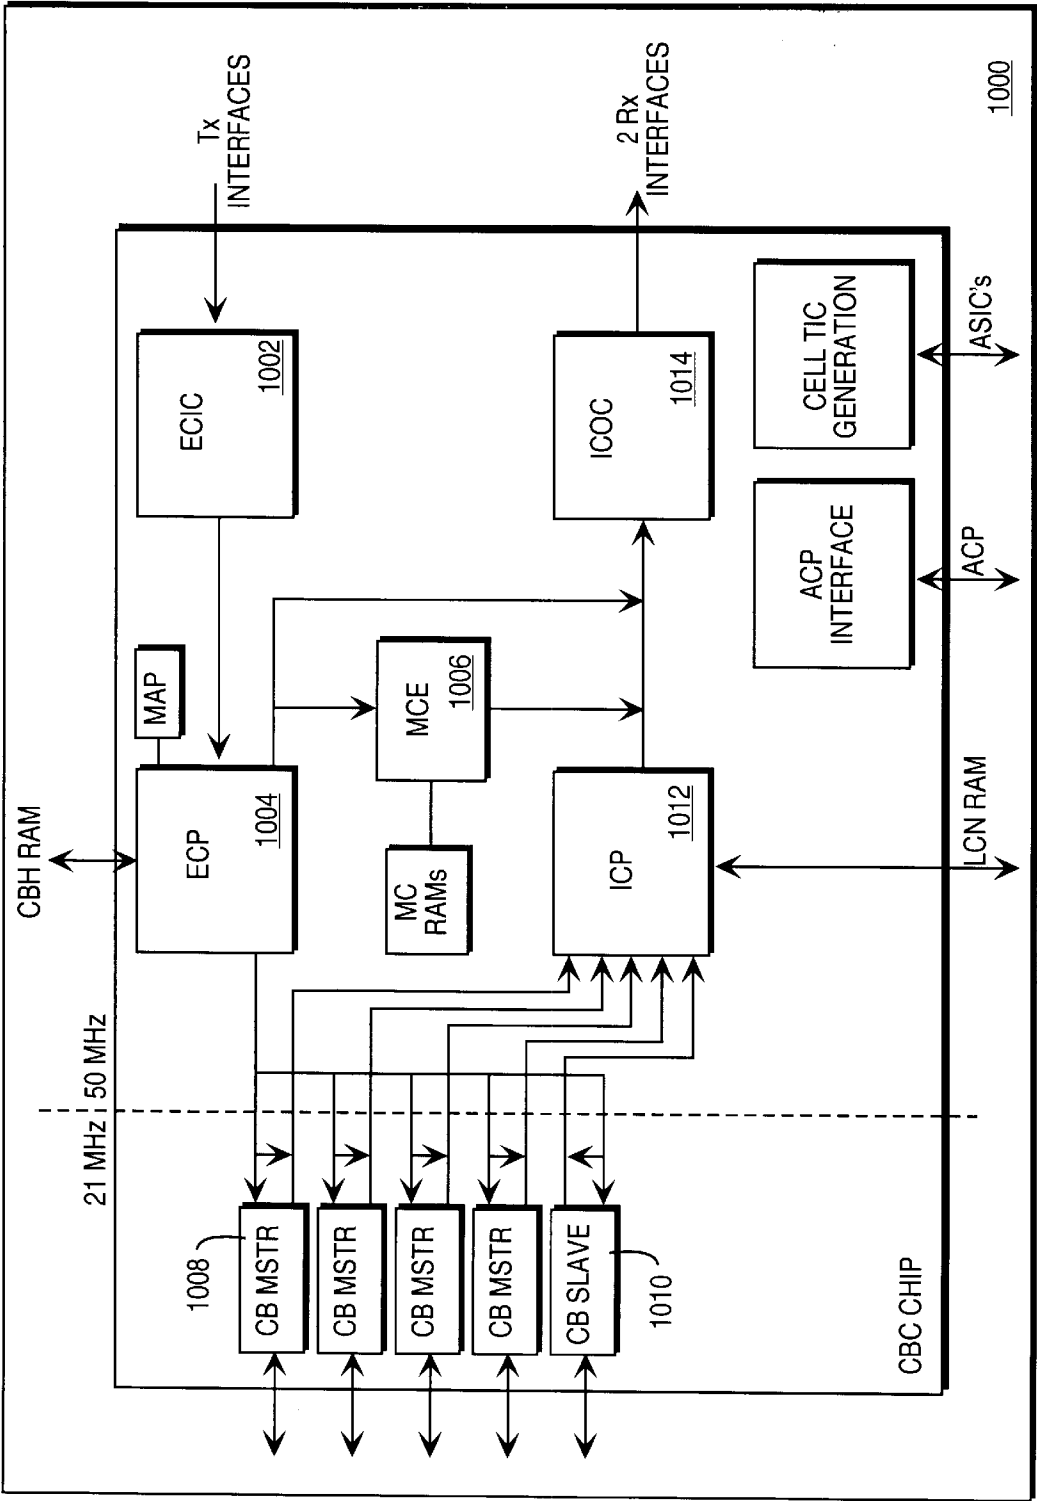 CBH RAM
21 MHz
50 MHz
MAP
Tx
INTERFACES
ECP
1004
ECIC
1002
1008
CB MSTR
CB MSTR
CB MSTR
CB MSTR
CB SLAVE
1010
MC
RAMs
MCE
1006
ICP
1012
ICOC
1014
2 Rx
INTERFACES
ACP
INTERFACE
CELL TIC
GENERATION
CBC CHIP
LCN RAM
ACP
ASIC's
1000